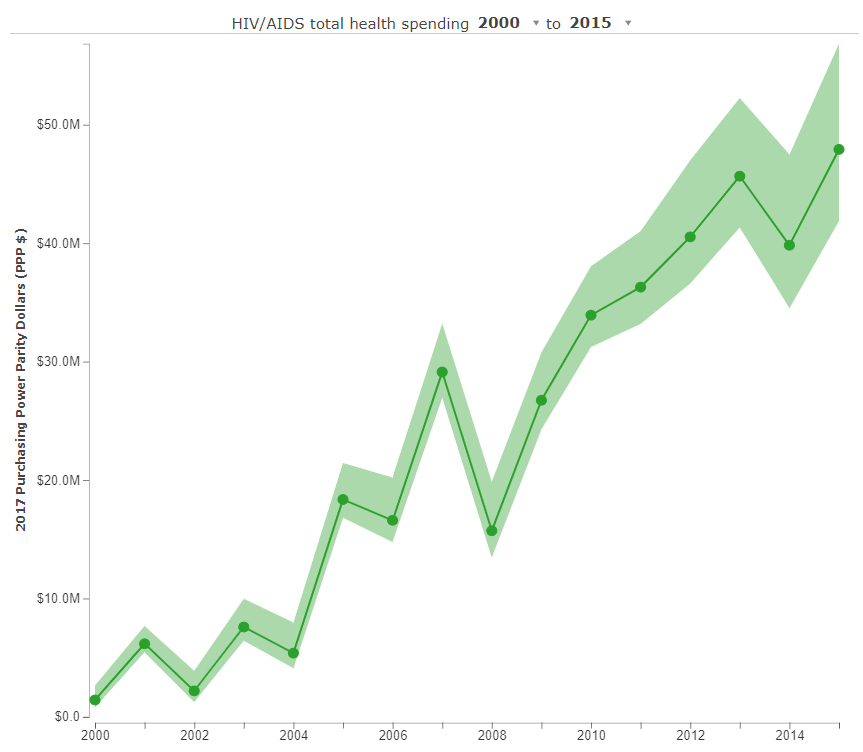 HIV/AIDS total health spending 2000 ▼ to 2015 ▼
2017 Purchasing Power Parity Dollars (PPP $)
$50.0M
$40.0M
$30.0M
$20.0M
$10.0M
$0.0
2000 2002 2004 2006 2008 2010 2012 2014